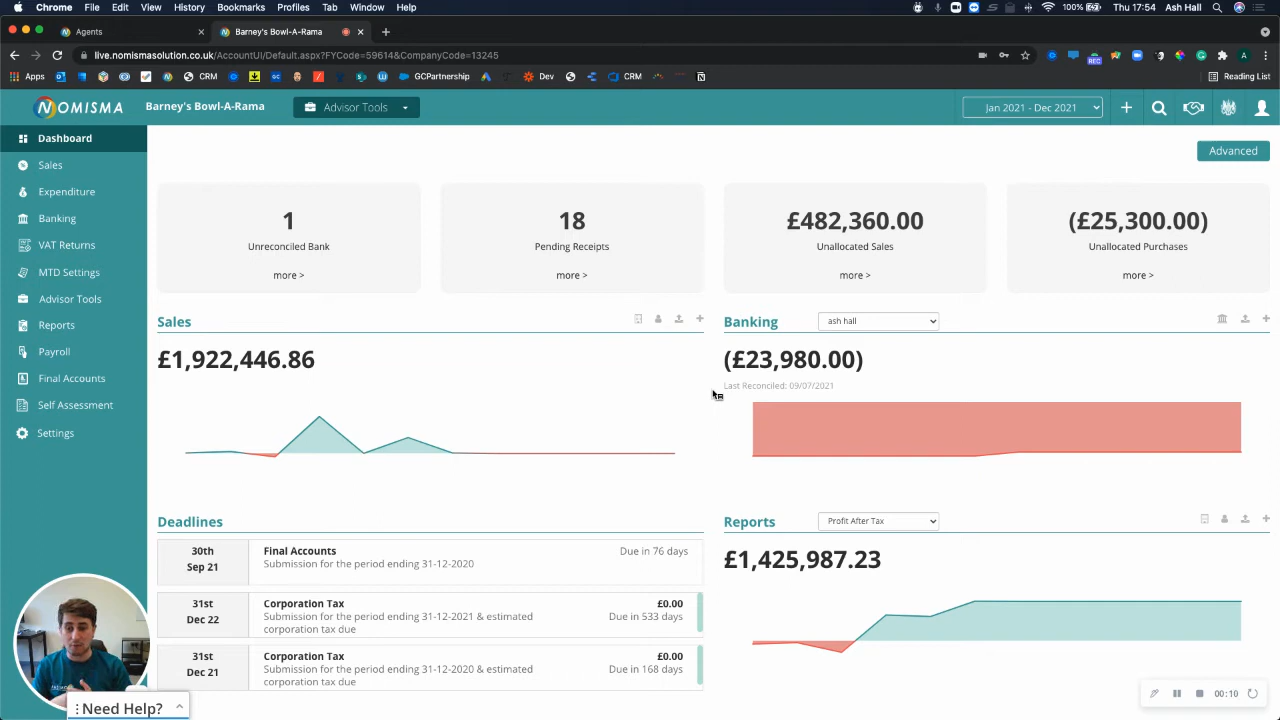 Chrome File Edit View History Bookmarks Profiles Tab Window Help 100% Thu 17:54 Ash Hall
Agents Barney's Bowl-A-Rama
live.nomismasolution.co.uk/AccountUI/Default.aspx?FYCode=59614&CompanyCode=13245
Apps CRM GCPartnership Dev CRM Reading List
NOMISMA Barney's Bowl-A-Rama Advisor Tools Jan 2021 - Dec 2021
Dashboard
Sales
Expenditure
Banking
VAT Returns
MTD Settings
Advisor Tools
Reports
Payroll
Final Accounts
Self Assessment
Settings
Advanced
1
Unreconciled Bank
more >
18
Pending Receipts
more >
£482,360.00
Unallocated Sales
more >
(£25,300.00)
Unallocated Purchases
more >
Sales
£1,922,446.86
Banking ash hall
(£23,980.00)
Last Reconciled: 09/07/2021
Deadlines
30th
Sep 21
Final Accounts
Submission for the period ending 31-12-2020
Due in 76 days
31st
Dec 22
Corporation Tax
Submission for the period ending 31-12-2021 & estimated
corporation tax due
£0.00
Due in 533 days
31st
Dec 21
Corporation Tax
Submission for the period ending 31-12-2020 & estimated
corporation tax due
£0.00
Due in 168 days
Reports Profit After Tax
£1,425,987.23
Need Help?
00:10